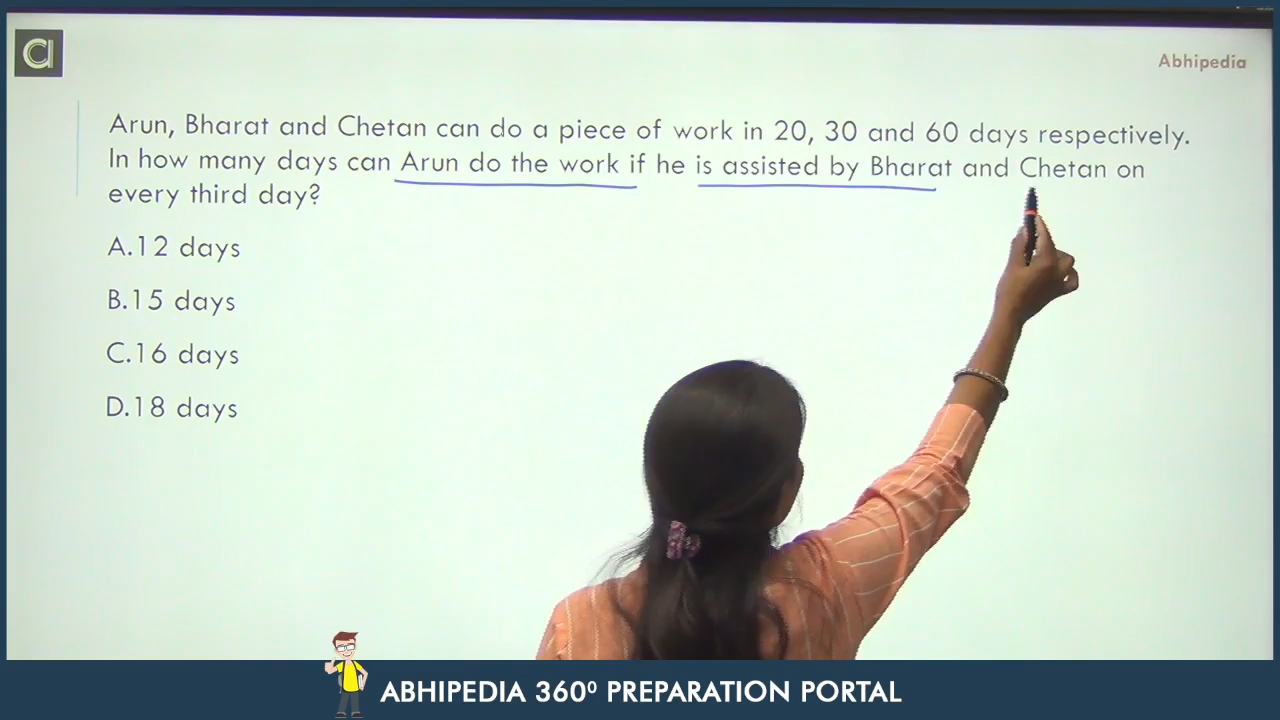 Abhipedia
Arun, Bharat and Chetan can do a piece of work in 20, 30 and 60 days respectively.
In how many days can Arun do the work if he is assisted by Bharat and Chetan on
every third day?
A.12 days
B.15 days
C.16 days
D.18 days
ABHIPEDIA 360⁰ PREPARATION PORTAL